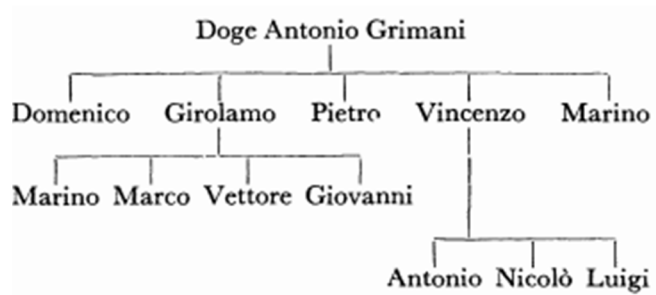 Doge Antonio Grimani
Domenico Girolamo Pietro Vincenzo Marino
Marino Marco Vettore Giovanni
Antonio Nicolò Luigi